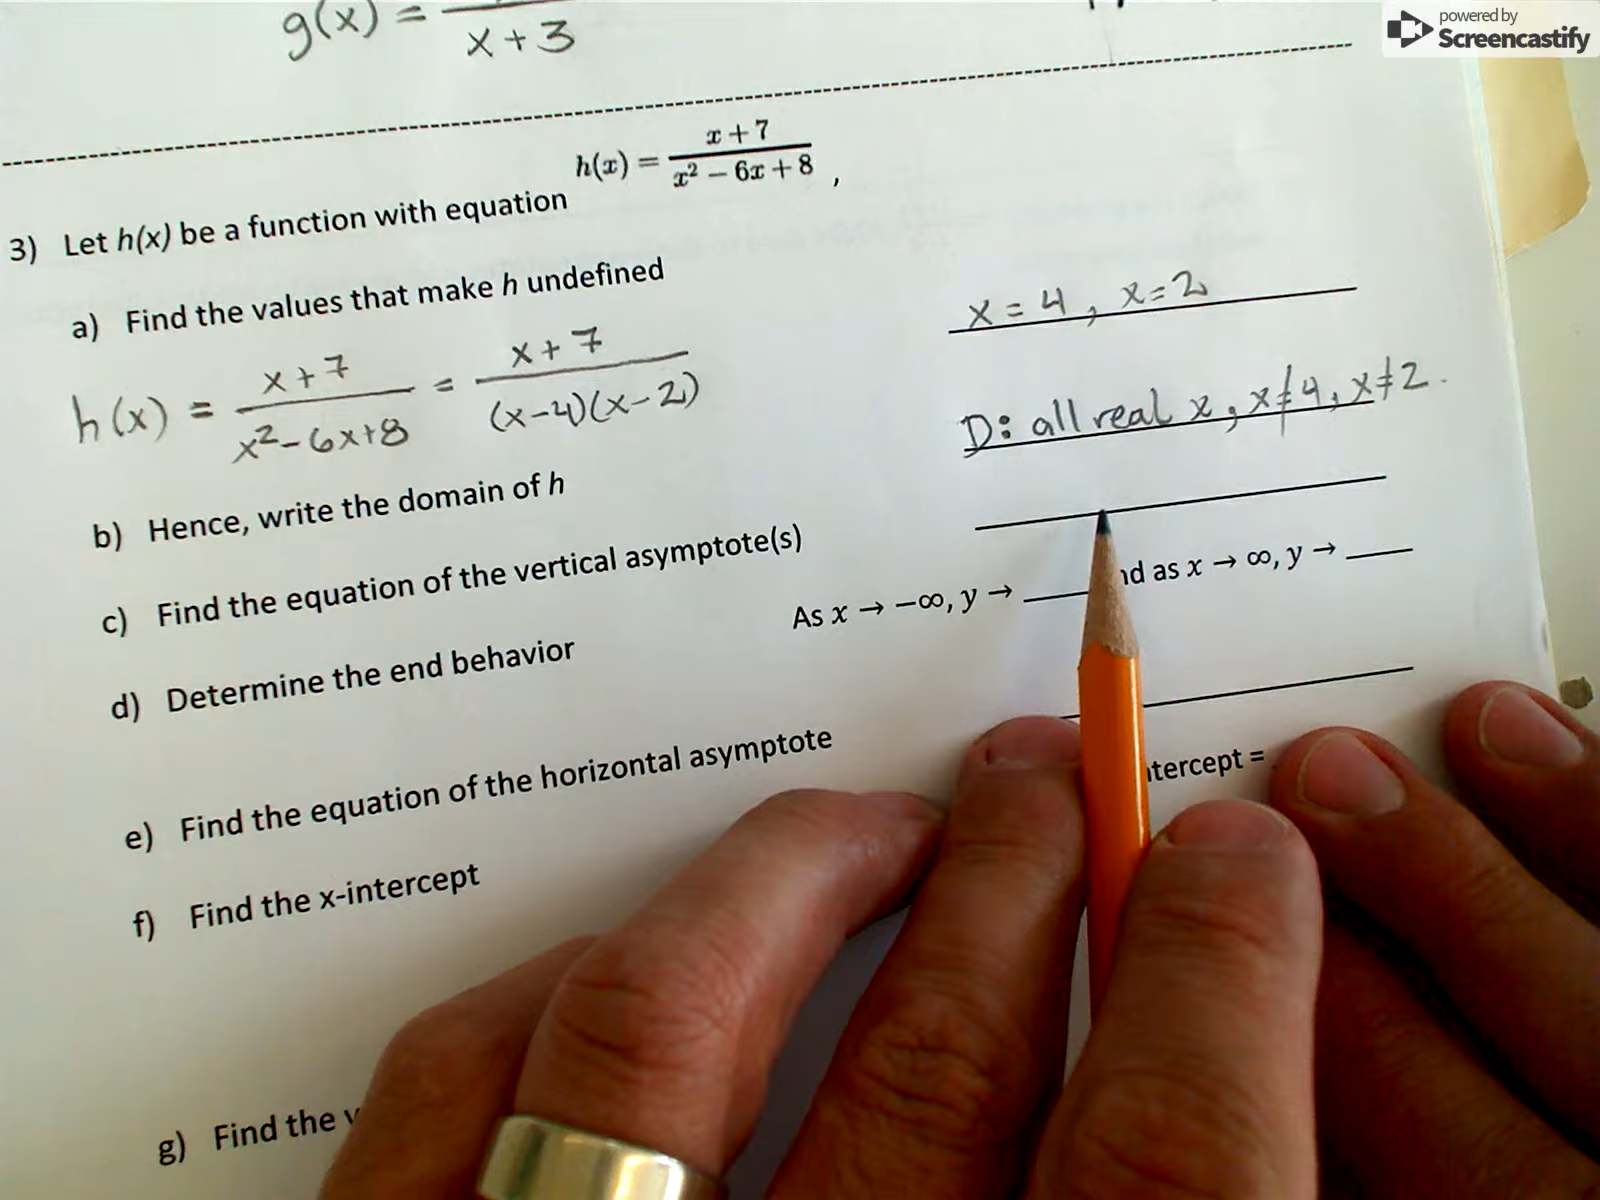 g(x) =
x + 3
powered by
Screencastify
h(x) = x + 7 / x² − 6x + 8 ,
3) Let h(x) be a function with equation
a) Find the values that make h undefined
x = 4 , x = 2
h(x) = x + 7 / x² − 6x + 8 = x + 7 / (x − 4)(x − 2)
D: all real x, x ≠ 4, x ≠ 2.
b) Hence, write the domain of h
c) Find the equation of the vertical asymptote(s)
d) Determine the end behavior
As x → −∞, y → ____ nd as x → ∞, y → ____
e) Find the equation of the horizontal asymptote
f) Find the x-intercept
ntercept =
g) Find the